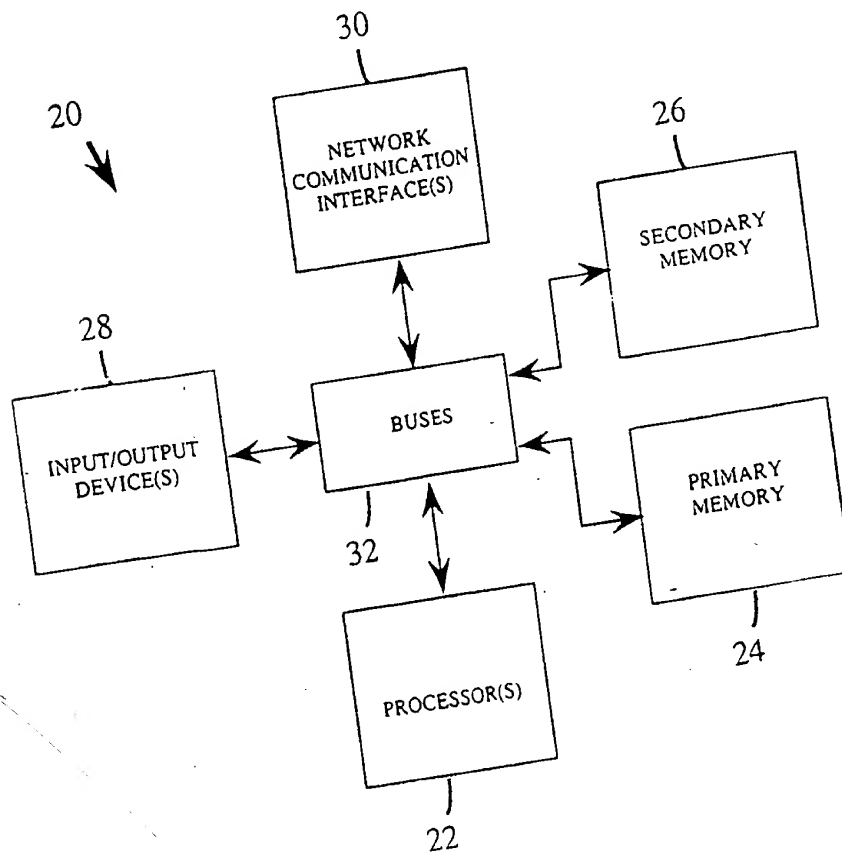 30
20
NETWORK
COMMUNICATION
INTERFACE(S)
26
SECONDARY
MEMORY
28
INPUT/OUTPUT
DEVICE(S)
BUSES
32
PRIMARY
MEMORY
24
PROCESSOR(S)
22